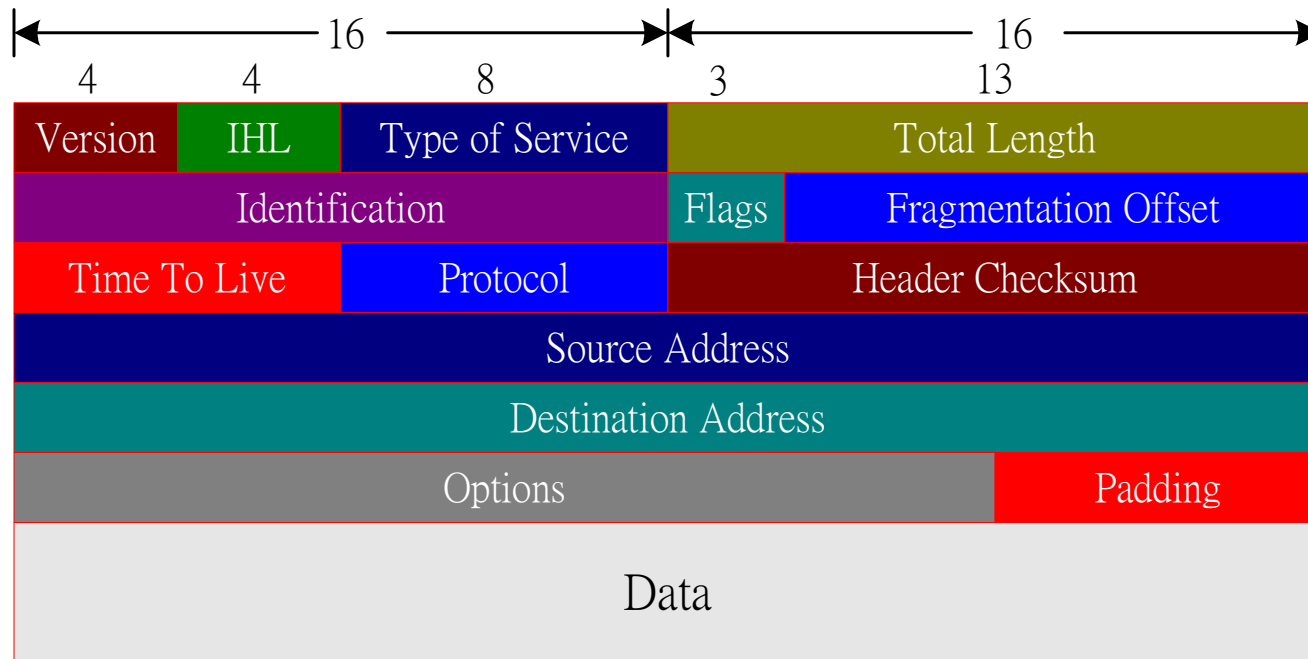 16 16
4 4 8 3 13
Version IHL Type of Service Total Length
Identification Flags Fragmentation Offset
Time To Live Protocol Header Checksum
Source Address
Destination Address
Options Padding
Data